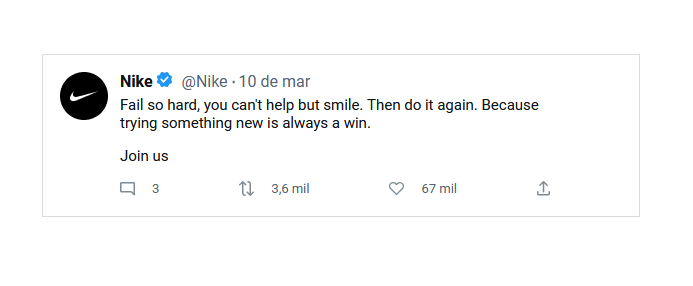 Nike @Nike · 10 de mar
Fail so hard, you can't help but smile. Then do it again. Because
trying something new is always a win.
Join us
3 3,6 mil 67 mil